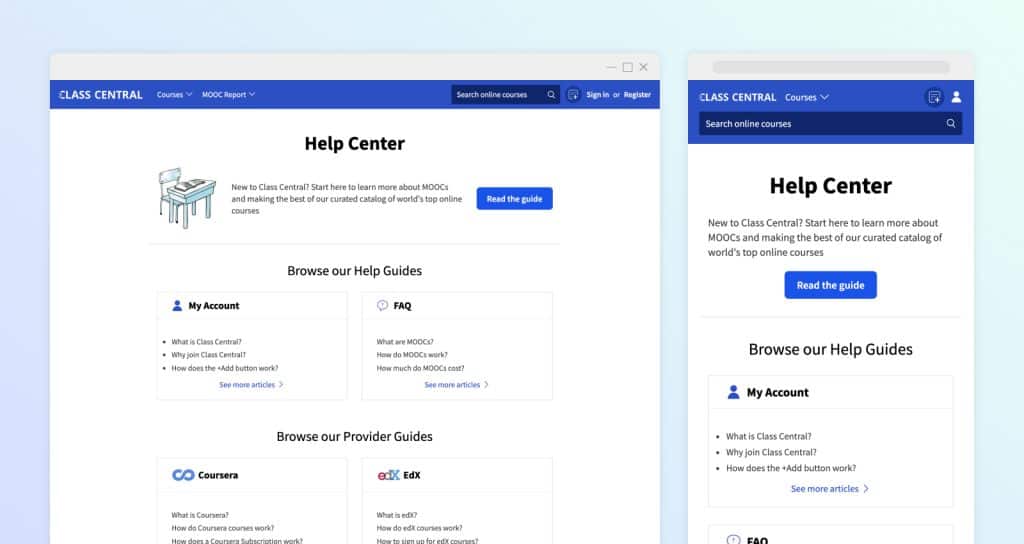 CLASS CENTRAL Courses MOOC Report Search online courses Sign in or Register
Help Center
New to Class Central? Start here to learn more about MOOCs
and making the best of our curated catalog of world's top online
courses
Read the guide
Browse our Help Guides
My Account
What is Class Central?
Why join Class Central?
How does the +Add button work?
See more articles
FAQ
What are MOOCs?
How do MOOCs work?
How much do MOOCs cost?
See more articles
Browse our Provider Guides
Coursera
What is Coursera?
How do Coursera courses work?
How does a Coursera Subscription work?
edX EdX
What is edX?
How do edX courses work?
How to sign up for edX courses?
CLASS CENTRAL Courses
Search online courses
Help Center
New to Class Central? Start here to learn more about
MOOCs and making the best of our curated catalog of
world's top online courses
Read the guide
Browse our Help Guides
My Account
What is Class Central?
Why join Class Central?
How does the +Add button work?
See more articles
FAQ